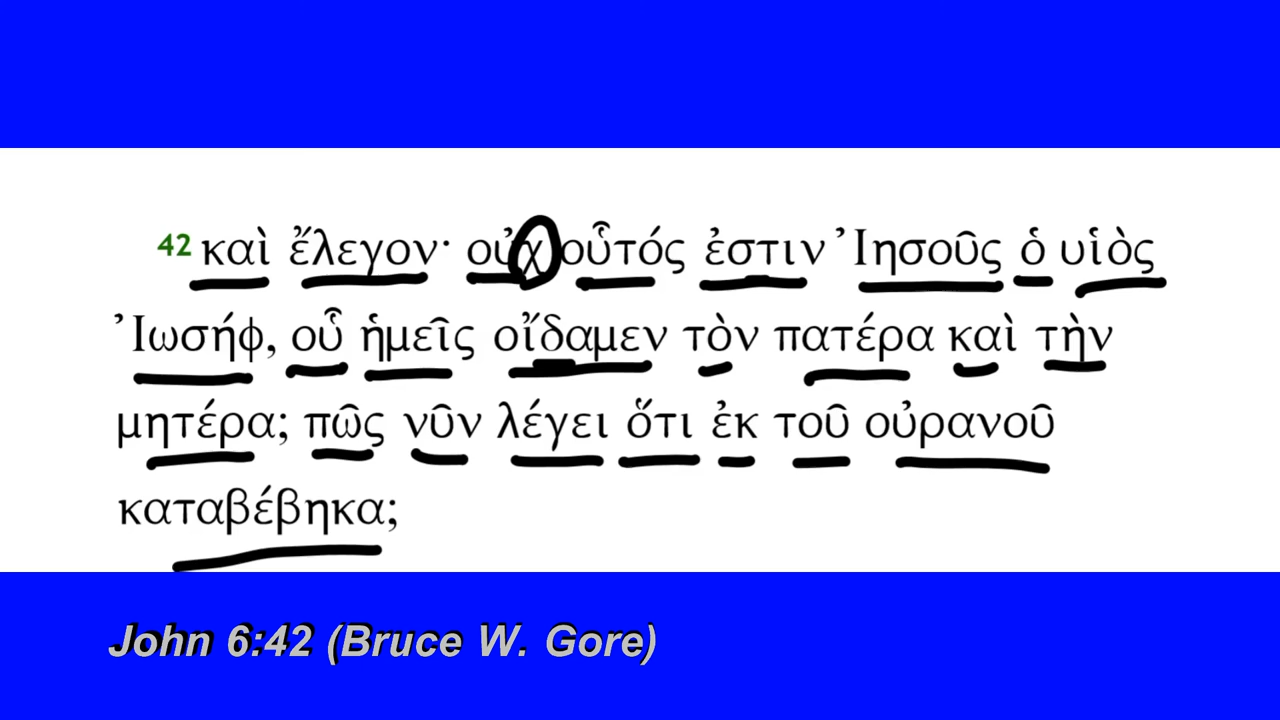 42 καὶ ἔλεγον· οὐχ οὗτός ἐστιν Ἰησοῦς ὁ υἱὸς
Ἰωσήφ, οὗ ἡμεῖς οἴδαμεν τὸν πατέρα καὶ τὴν
μητέρα; πῶς νῦν λέγει ὅτι ἐκ τοῦ οὐρανοῦ
καταβέβηκα;
John 6:42 (Bruce W. Gore)